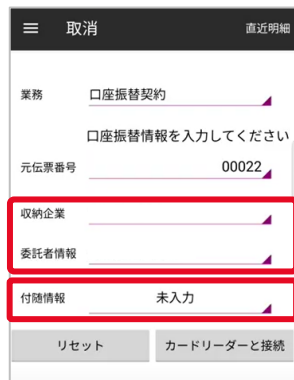 取消 直近明細
業務 口座振替契約
口座振替情報を入力してください
元伝票番号 00022
収納企業
委託者情報
付随情報 未入力
リセット カードリーダーと接続